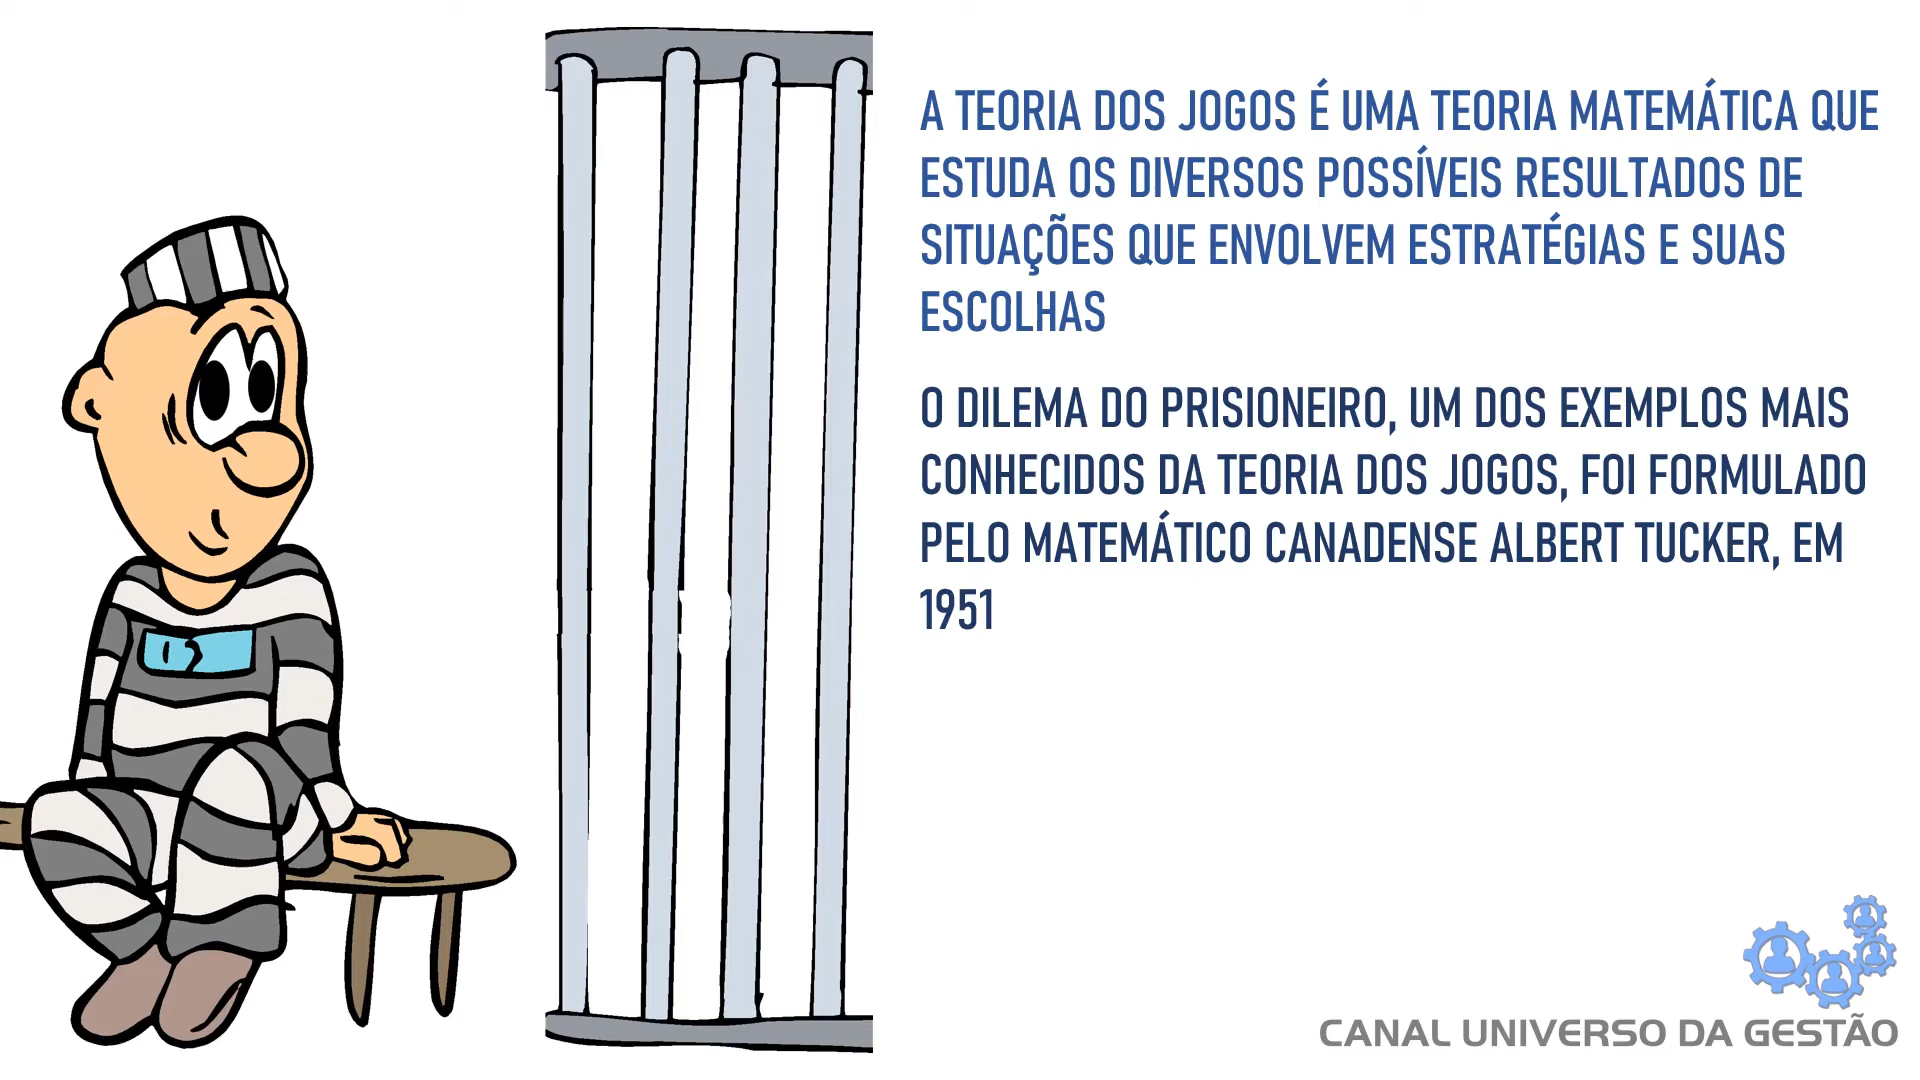 A TEORIA DOS JOGOS É UMA TEORIA MATEMÁTICA QUE
ESTUDA OS DIVERSOS POSSÍVEIS RESULTADOS DE
SITUAÇÕES QUE ENVOLVEM ESTRATÉGIAS E SUAS
ESCOLHAS
O DILEMA DO PRISIONEIRO, UM DOS EXEMPLOS MAIS
CONHECIDOS DA TEORIA DOS JOGOS, FOI FORMULADO
PELO MATEMÁTICO CANADENSE ALBERT TUCKER, EM
1951
CANAL UNIVERSO DA GESTÃO